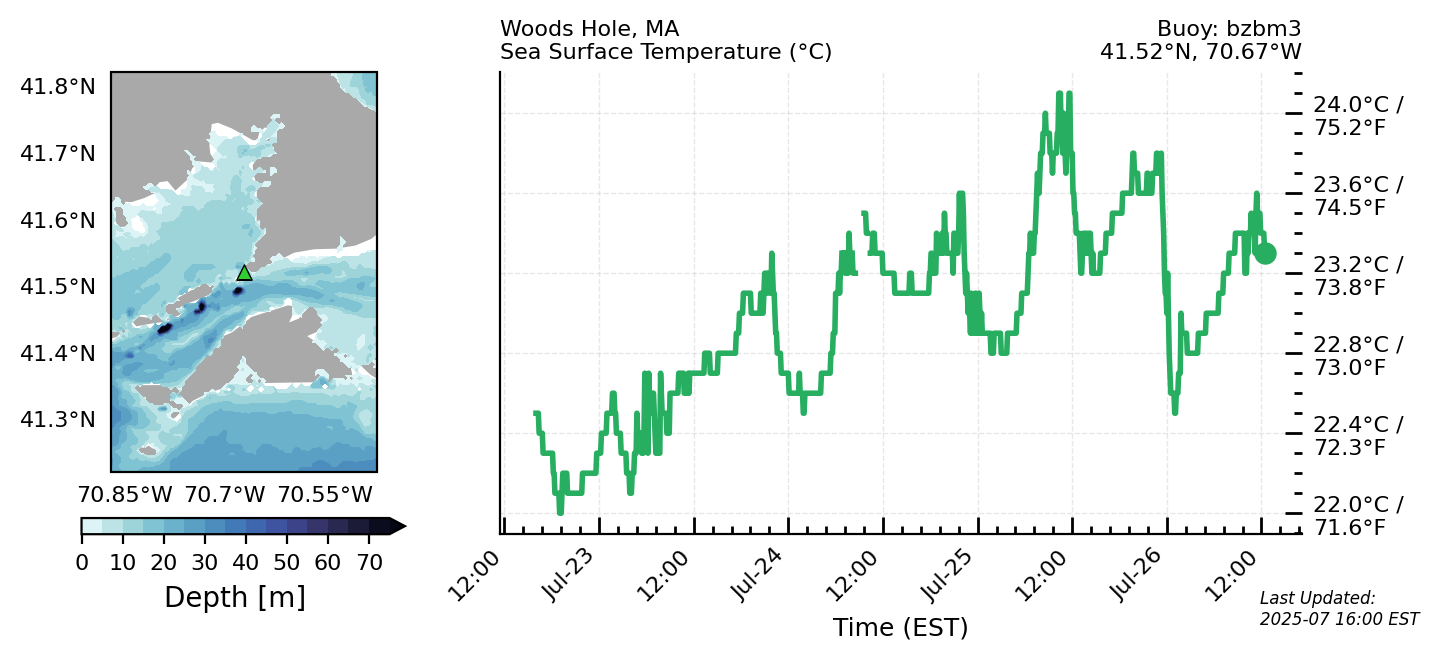 Woods Hole, MA
Sea Surface Temperature (°C)
Buoy: bzbm3
41.52°N, 70.67°W
41.8°N
41.7°N
41.6°N
41.5°N
41.4°N
41.3°N
70.85°W 70.7°W 70.55°W
0 10 20 30 40 50 60 70
Depth [m]
24.0°C /
75.2°F
23.6°C /
74.5°F
23.2°C /
73.8°F
22.8°C /
73.0°F
22.4°C /
72.3°F
22.0°C /
71.6°F
12:00 Jul-23 12:00 Jul-24 12:00 Jul-25 12:00 Jul-26 12:00
Time (EST)
Last Updated:
2025-07 16:00 EST